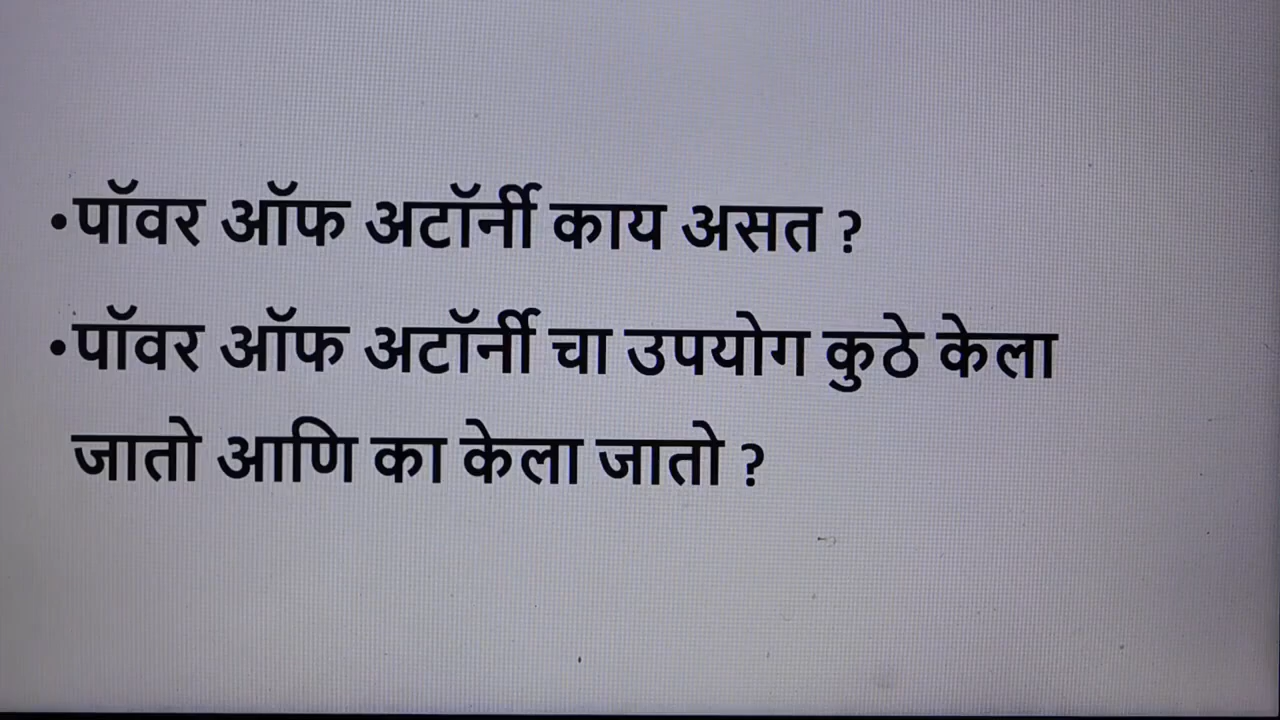 •पॉवर ऑफ अटॉर्नी काय असत ?
•पॉवर ऑफ अटॉर्नी चा उपयोग कुठे केला
जातो आणि का केला जातो ?